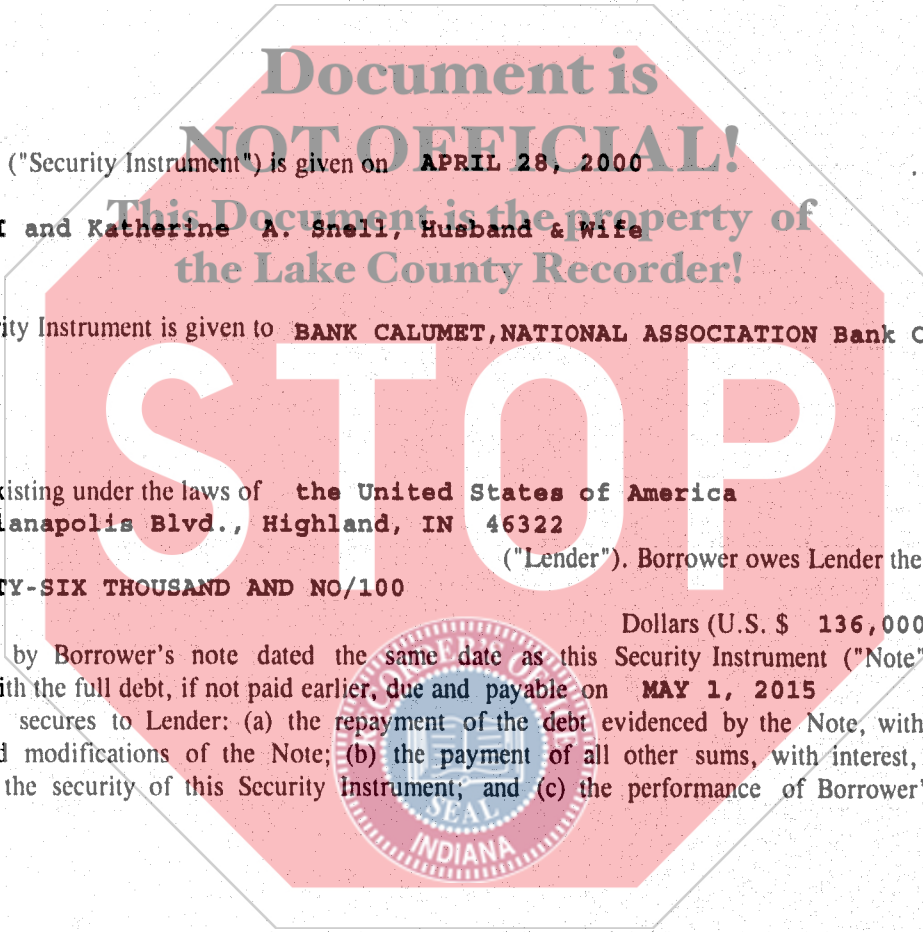 Document is
NOT OFFICIAL!
("Security Instrument") is given on APRIL 28, 2000
This Document is the property of
and Katherine A. Snell, Husband & Wife
the Lake County Recorder!
rity Instrument is given to BANK CALUMET,NATIONAL ASSOCIATION Bank C
STOP
isting under the laws of the United States of America
ianapolis Blvd., Highland, IN 46322
("Lender"). Borrower owes Lender the
TY-SIX THOUSAND AND NO/100
Dollars (U.S. $ 136,000
by Borrower's note dated the same date as this Security Instrument ("Note"
ith the full debt, if not paid earlier, due and payable on MAY 1, 2015
secures to Lender: (a) the repayment of the debt evidenced by the Note, with
d modifications of the Note; (b) the payment of all other sums, with interest,
the security of this Security Instrument; and (c) the performance of Borrower'
SEAL
INDIANA